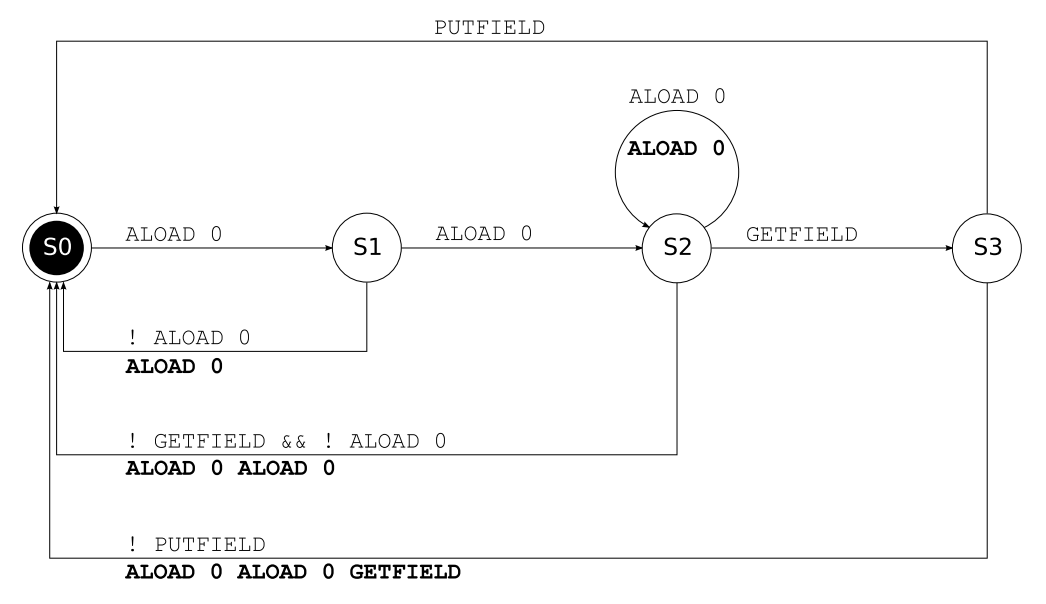 PUTFIELD
ALOAD 0
ALOAD 0
S0
ALOAD 0
S1
ALOAD 0
S2
GETFIELD
S3
! ALOAD 0
ALOAD 0
! GETFIELD && ! ALOAD 0
ALOAD 0 ALOAD 0
! PUTFIELD
ALOAD 0 ALOAD 0 GETFIELD